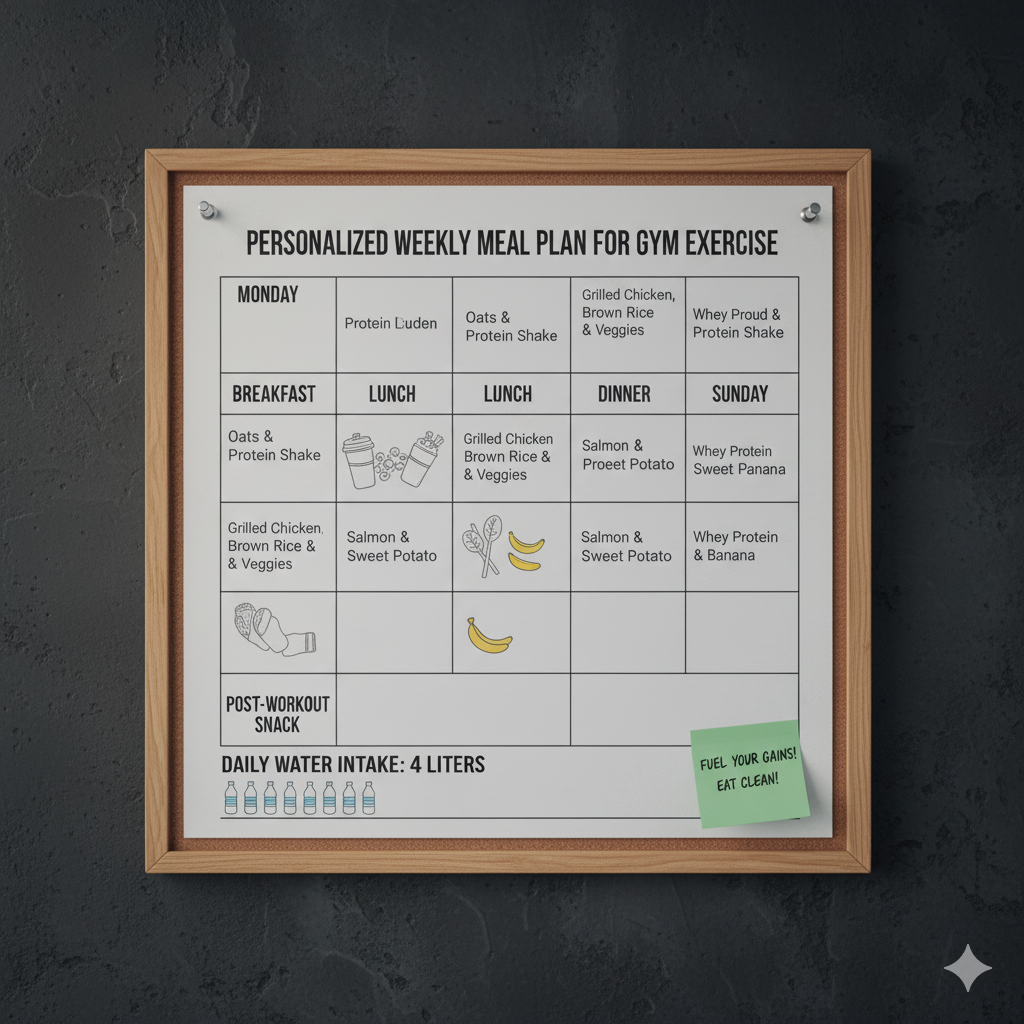 PERSONALIZED WEEKLY MEAL PLAN FOR GYM EXERCISE
MONDAY
Protein
Oats &
Protein Shake
Grilled Chicken,
Brown Rice
& Veggies
Whey Proud &
Protein Shake
BREAKFAST
LUNCH
LUNCH
DINNER
SUNDAY
Oats &
Protein Shake
Grilled Chicken
Brown Rice &
& Veggies
Salmon &
Proeet Potato
Whey Protein
Sweet Panana
Grilled Chicken,
Brown Rice &
& Veggies
Salmon &
Sweet Potato
Salmon &
Sweet Potato
Whey Protein
& Banana
POST-WORKOUT
SNACK
DAILY WATER INTAKE: 4 LITERS
FUEL YOUR GAINS!
EAT CLEAN!